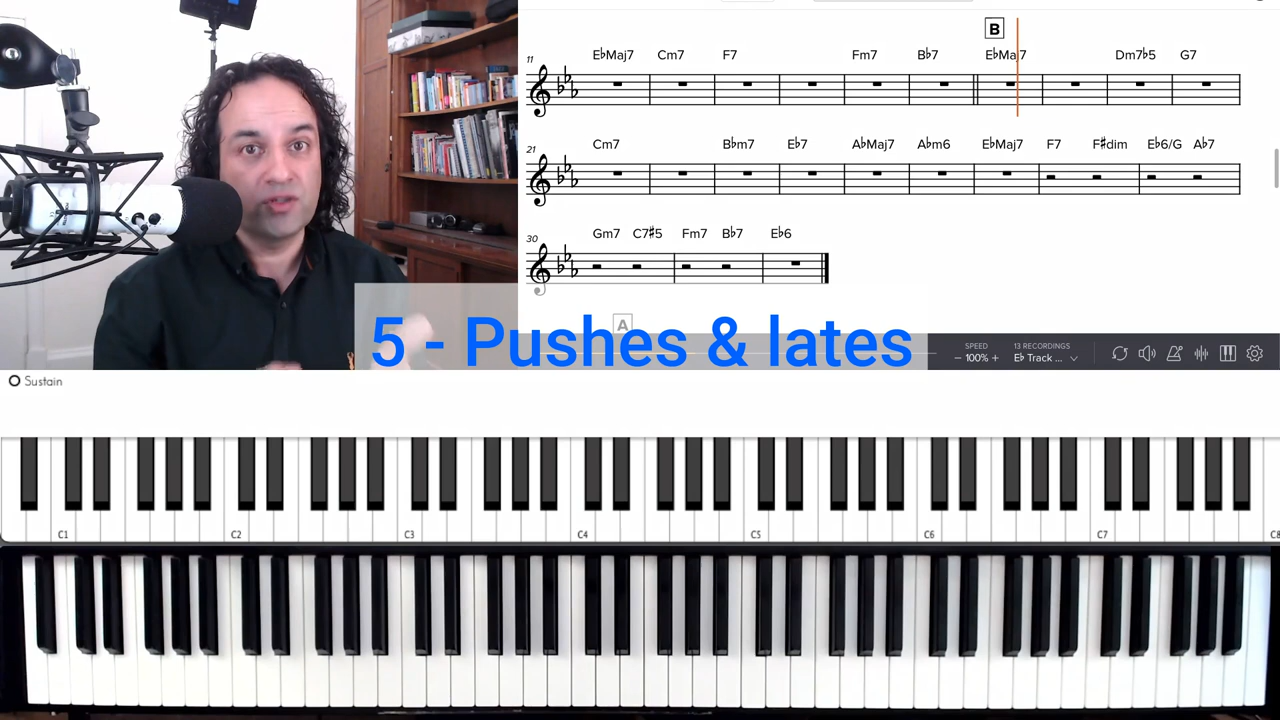 B
11 E♭Maj7 Cm7 F7 Fm7 B♭7 E♭Maj7 Dm7♭5 G7
21 Cm7 B♭m7 E♭7 A♭Maj7 A♭m6 E♭Maj7 F7 F♯dim E♭6/G A♭7
30 Gm7 C7♯5 Fm7 B♭7 E♭6
A
5 - Pushes & lates
SPEED 13 RECORDINGS
– 100% + E♭ Track ...
Sustain
C1 C2 C3 C4 C5 C6 C7 C8